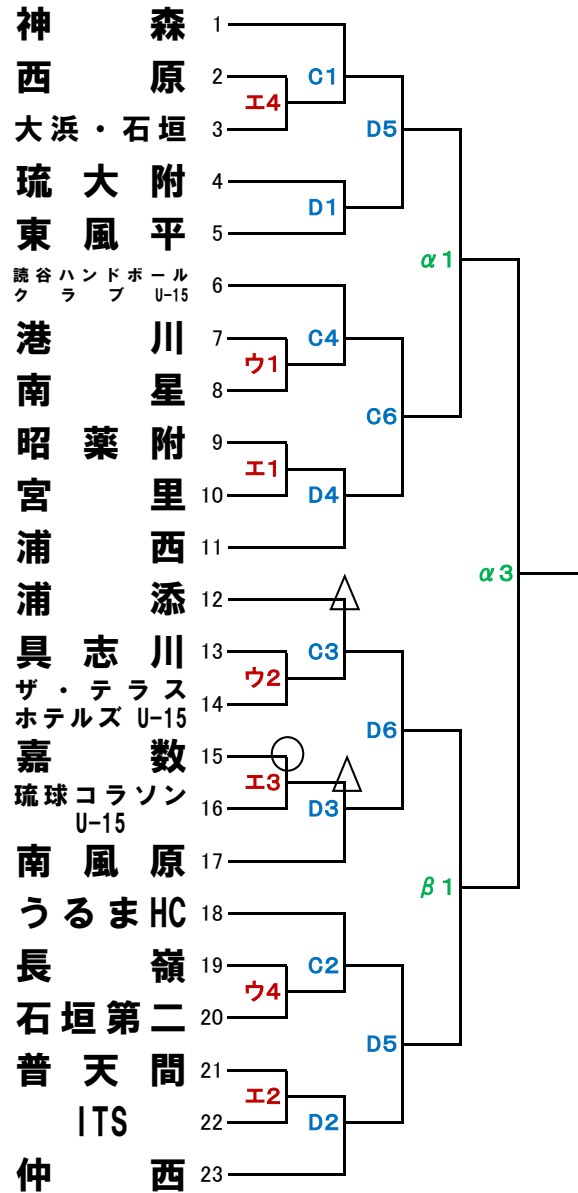 神森 1
西原 2
大浜・石垣 3
琉大附 4
東風平 5
読谷ハンドボール
クラブ U-15 6
港川 7
南星 8
昭薬附 9
宮里 10
浦西 11
浦添 12
具志川 13
ザ・テラス
ホテルズ U-15 14
嘉数 15
琉球コラソン
U-15 16
南風原 17
うるまHC 18
長嶺 19
石垣第二 20
普天間 21
ITS 22
仲西 23
エ4
ウ1
エ1
ウ2
エ3
ウ4
エ2
C1
D1
C4
D4
C3
D3
C2
D2
D5
C6
D6
D5
α1
β1
α3